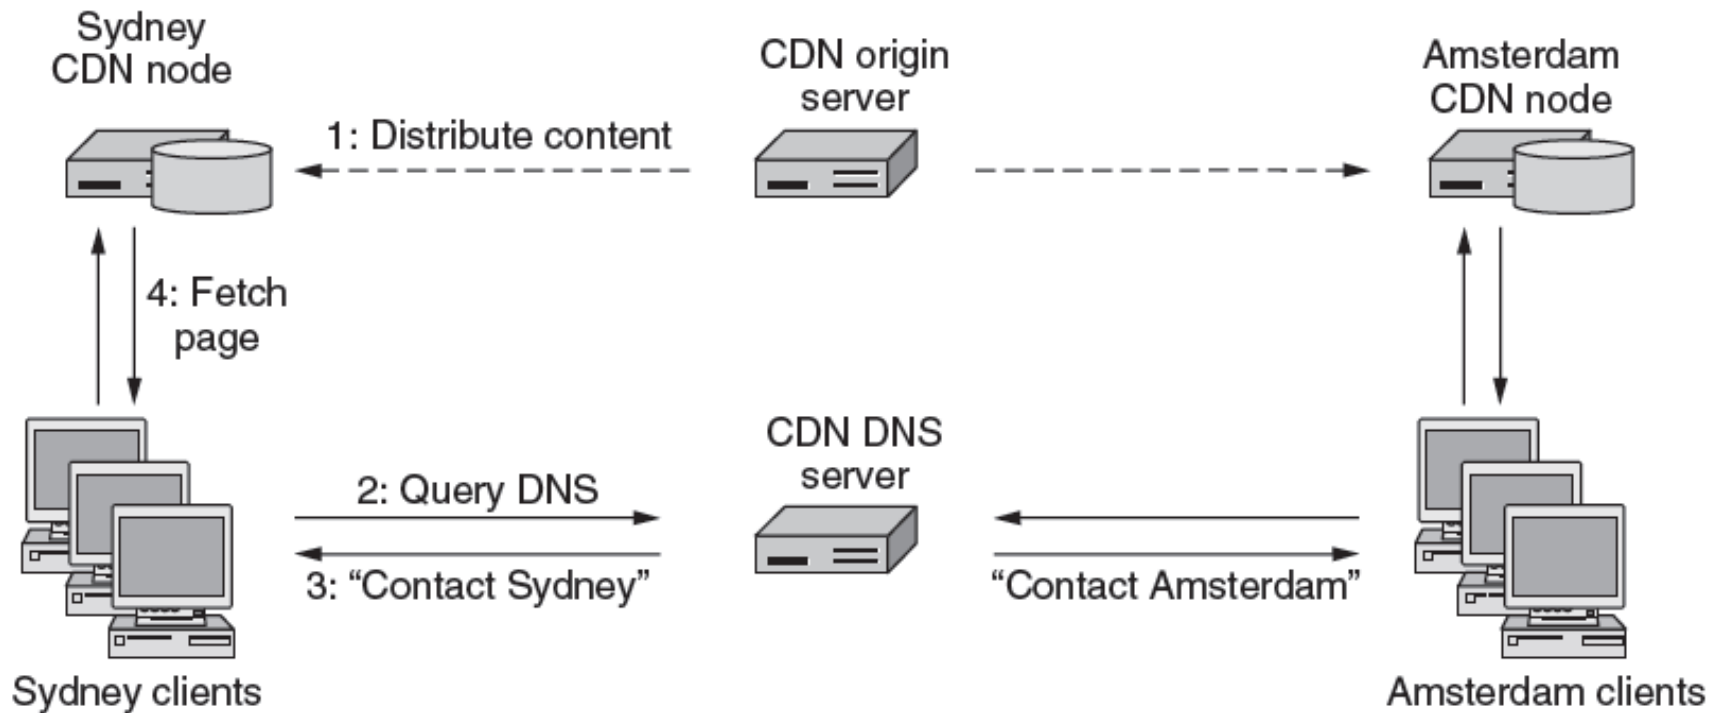 Sydney
CDN node
CDN origin
server
Amsterdam
CDN node
1: Distribute content
4: Fetch
page
CDN DNS
server
2: Query DNS
3: “Contact Sydney”
“Contact Amsterdam”
Sydney clients
Amsterdam clients